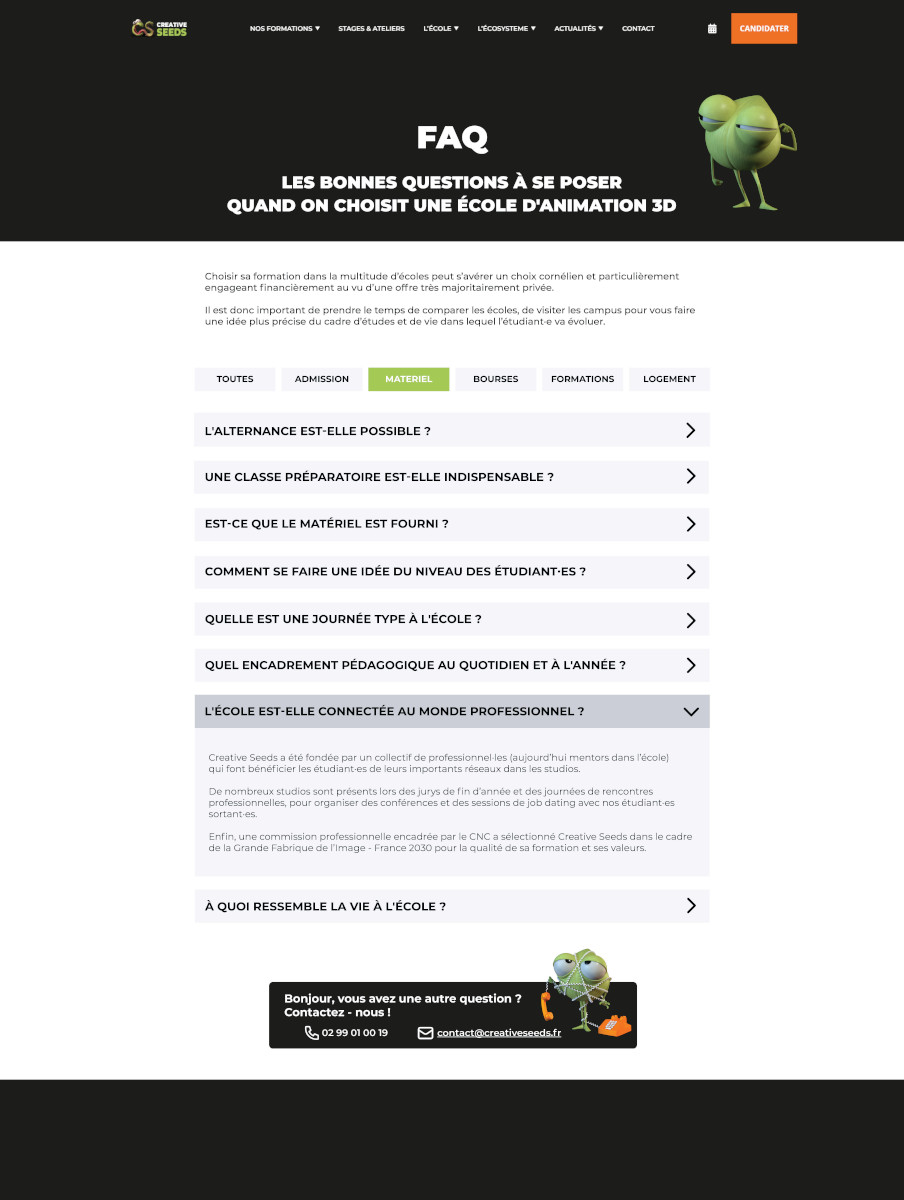 CREATIVE
SEEDS
NOS FORMATIONS ▼ STAGES & ATELIERS L'ÉCOLE ▼ L'ÉCOSYSTEME ▼ ACTUALITÉS ▼ CONTACT CANDIDATER
FAQ
LES BONNES QUESTIONS À SE POSER
QUAND ON CHOISIT UNE ÉCOLE D'ANIMATION 3D
Choisir sa formation dans la multitude d'écoles peut s'avérer un choix cornélien et particulièrement
engageant financièrement au vu d'une offre très majoritairement privée.
Il est donc important de prendre le temps de comparer les écoles, de visiter les campus pour vous faire
une idée plus précise du cadre d'études et de vie dans lequel l'étudiant·e va évoluer.
TOUTES ADMISSION MATERIEL BOURSES FORMATIONS LOGEMENT
L'ALTERNANCE EST-ELLE POSSIBLE ?
UNE CLASSE PRÉPARATOIRE EST-ELLE INDISPENSABLE ?
EST-CE QUE LE MATÉRIEL EST FOURNI ?
COMMENT SE FAIRE UNE IDÉE DU NIVEAU DES ÉTUDIANT·ES ?
QUELLE EST UNE JOURNÉE TYPE À L'ÉCOLE ?
QUEL ENCADREMENT PÉDAGOGIQUE AU QUOTIDIEN ET À L'ANNÉE ?
L'ÉCOLE EST-ELLE CONNECTÉE AU MONDE PROFESSIONNEL ?
Creative Seeds a été fondée par un collectif de professionnel·les (aujourd'hui mentors dans l'école)
qui font bénéficier les étudiant·es de leurs importants réseaux dans les studios.
De nombreux studios sont présents lors des jurys de fin d'année et des journées de rencontres
professionnelles, pour organiser des conférences et des sessions de job dating avec nos étudiant·es
sortant·es.
Enfin, une commission professionnelle encadrée par le CNC a sélectionné Creative Seeds dans le cadre
de la Grande Fabrique de l'Image - France 2030 pour la qualité de sa formation et ses valeurs.
À QUOI RESSEMBLE LA VIE À L'ÉCOLE ?
Bonjour, vous avez une autre question ?
Contactez - nous !
02 99 01 00 19 contact@creativeseeds.fr